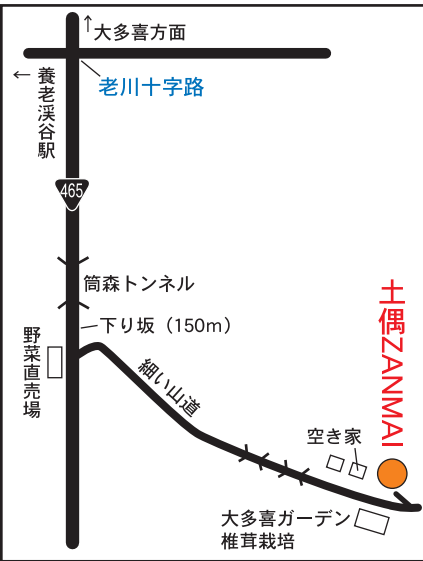 ↑大多喜方面
←養老渓谷駅
老川十字路
465
筒森トンネル
下り坂（150m）
野菜直売場
細い山道
土偶ZANMAI
空き家
大多喜ガーデン
椎茸栽培